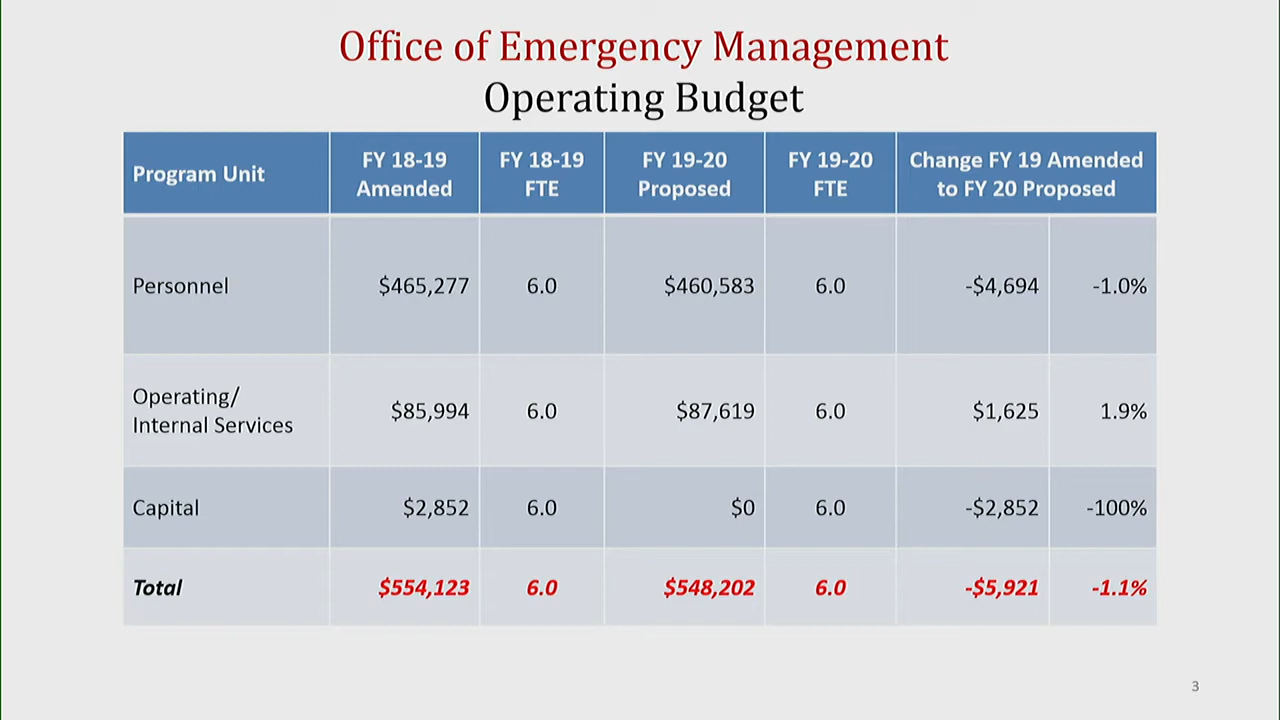 Office of Emergency Management
Operating Budget
Program Unit FY 18-19 Amended FY 18-19 FTE FY 19-20 Proposed FY 19-20 FTE Change FY 19 Amended to FY 20 Proposed
Personnel $465,277 6.0 $460,583 6.0 -$4,694 -1.0%
Operating/ Internal Services $85,994 6.0 $87,619 6.0 $1,625 1.9%
Capital $2,852 6.0 $0 6.0 -$2,852 -100%
Total $554,123 6.0 $548,202 6.0 -$5,921 -1.1%
3